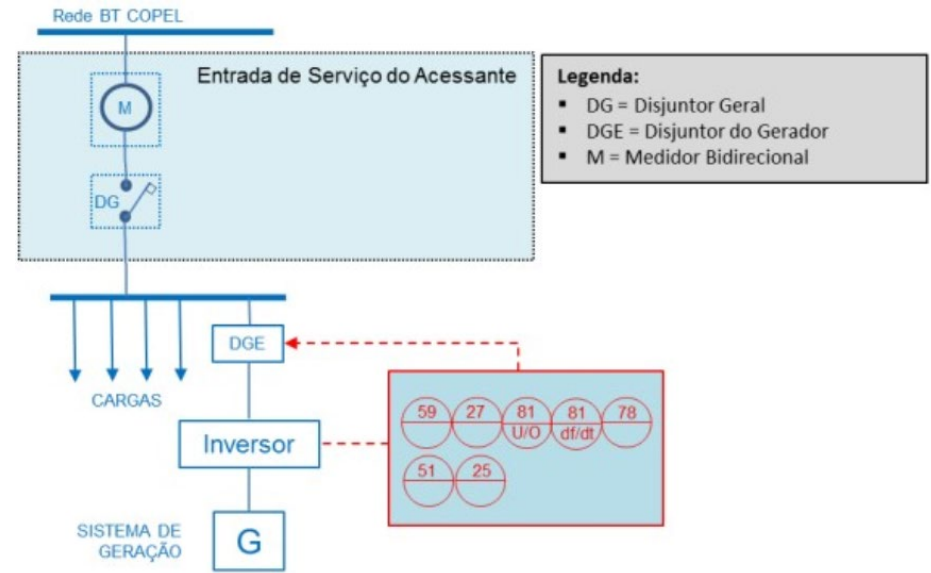 Rede BT COPEL
Entrada de Serviço do Acessante
M
DG
Legenda:
▪ DG = Disjuntor Geral
▪ DGE = Disjuntor do Gerador
▪ M = Medidor Bidirecional
DGE
CARGAS
Inversor
59 27 81 81 78
U/O df/dt
51 25
SISTEMA DE
GERAÇÃO
G